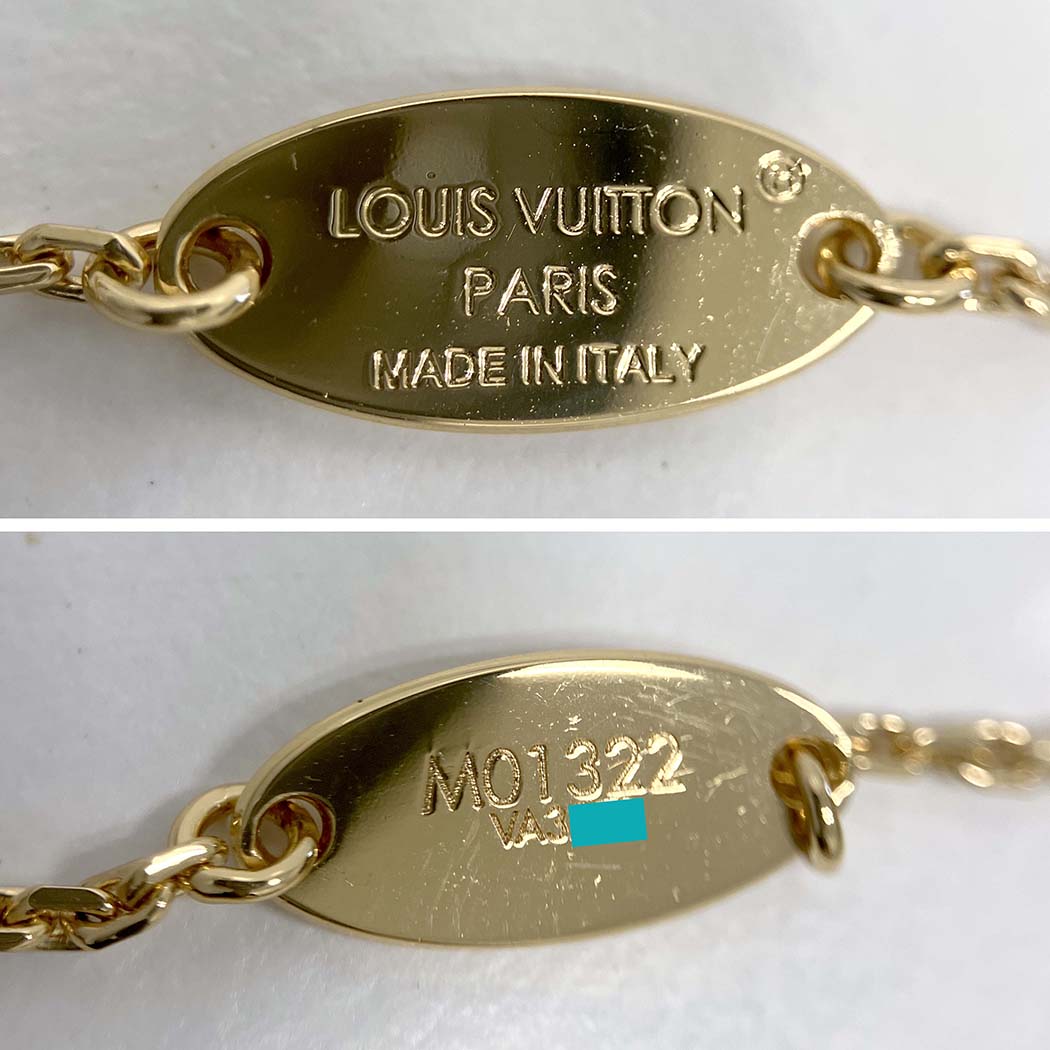 LOUIS VUITTON ®
PARIS
MADE IN ITALY
M01322
VA3